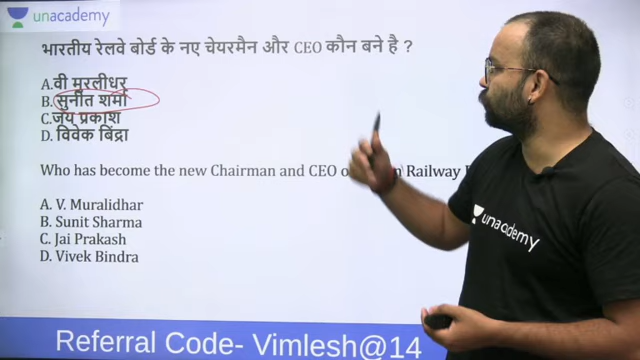 unacademy
भारतीय रेलवे बोर्ड के नए चेयरमैन और CEO कौन बने है ?
A.वी मुरलीधर
B. सुनीत शर्मा
C.जय प्रकाश
D. विवेक बिंद्रा
Who has become the new Chairman and CEO o Railway
A. V. Muralidhar
B. Sunit Sharma
C. Jai Prakash
D. Vivek Bindra
unacademy
Referral Code- Vimlesh@14